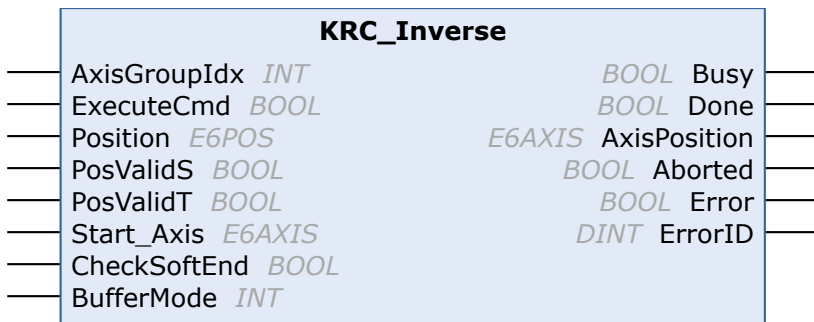 KRC_Inverse
AxisGroupIdx INT BOOL Busy
ExecuteCmd BOOL BOOL Done
Position E6POS E6AXIS AxisPosition
PosValidS BOOL BOOL Aborted
PosValidT BOOL BOOL Error
Start_Axis E6AXIS DINT ErrorID
CheckSoftEnd BOOL
BufferMode INT